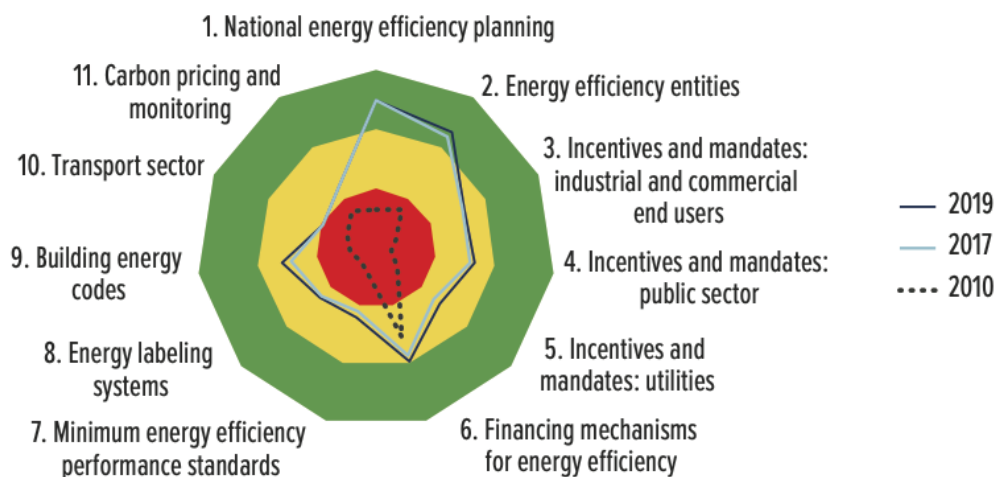 1. National energy efficiency planning
2. Energy efficiency entities
3. Incentives and mandates:
industrial and commercial
end users
4. Incentives and mandates:
public sector
5. Incentives and
mandates: utilities
6. Financing mechanisms
for energy efficiency
7. Minimum energy efficiency
performance standards
8. Energy labeling
systems
9. Building energy
codes
10. Transport sector
11. Carbon pricing and
monitoring
2019
2017
2010